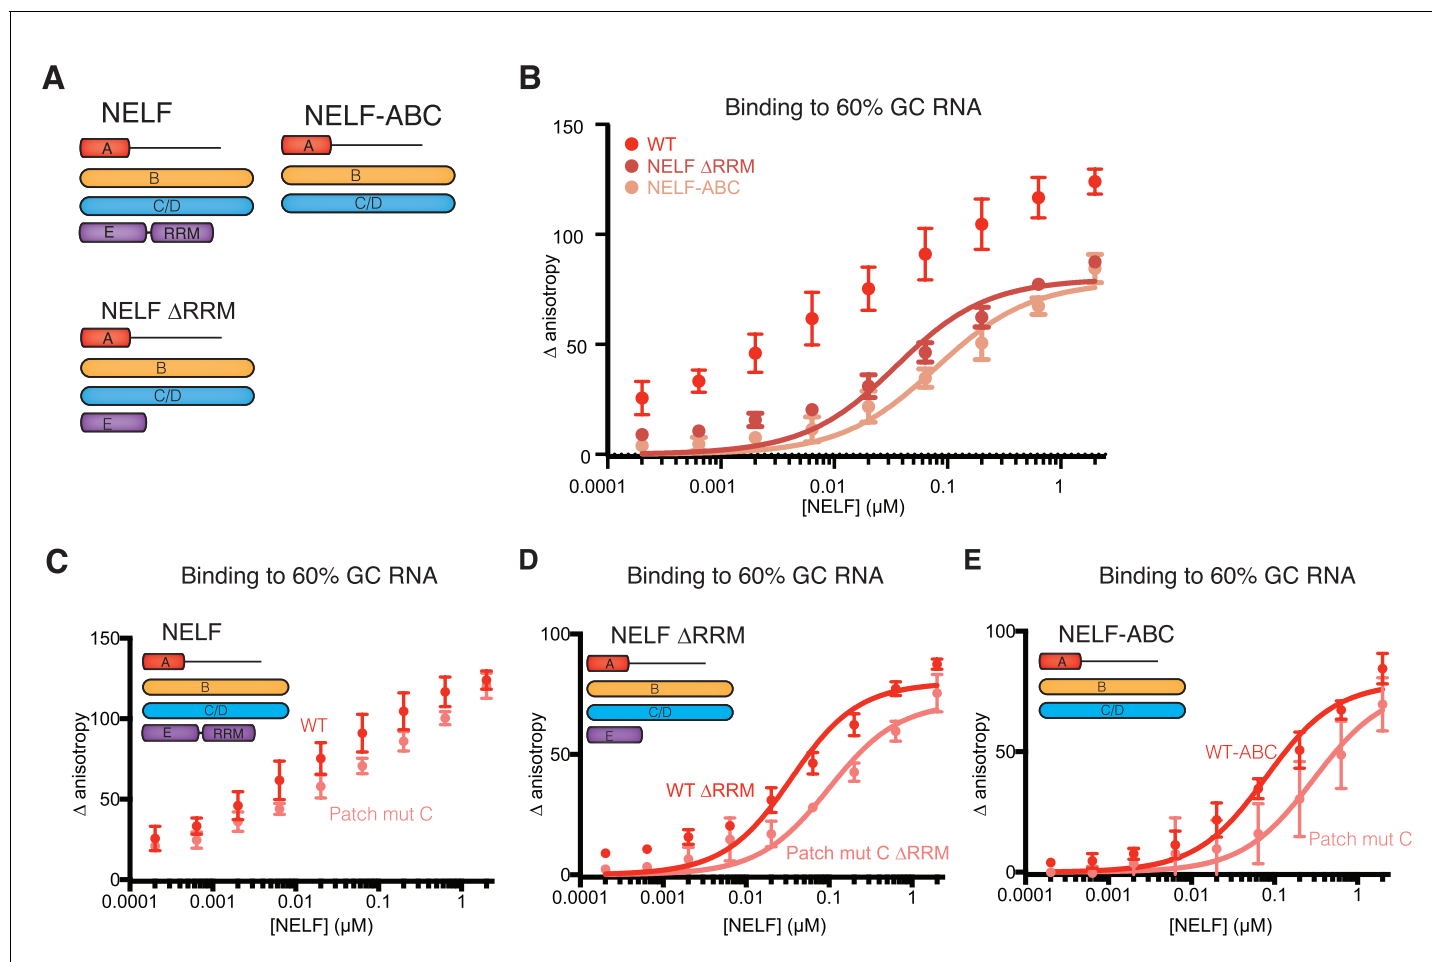 A
NELF
A
B
C/D
E RRM
NELF-ABC
A
B
C/D
NELF ΔRRM
A
B
C/D
E
B
Binding to 60% GC RNA
WT
NELF ΔRRM
NELF-ABC
150
100
50
0
Δ anisotropy
0.0001 0.001 0.01 0.1 1
[NELF] (µM)
C
Binding to 60% GC RNA
NELF
A
B
C/D
E RRM
WT
Patch mut C
150
100
50
0
Δ anisotropy
0.0001 0.001 0.01 0.1 1
[NELF] (µM)
D
Binding to 60% GC RNA
NELF ΔRRM
A
B
C/D
E
WT ΔRRM
Patch mut C ΔRRM
100
50
0
Δ anisotropy
0.0001 0.001 0.01 0.1 1
[NELF] (µM)
E
Binding to 60% GC RNA
NELF-ABC
A
B
C/D
WT-ABC
Patch mut C
100
50
0
Δ anisotropy
0.0001 0.001 0.01 0.1 1
[NELF] (µM)